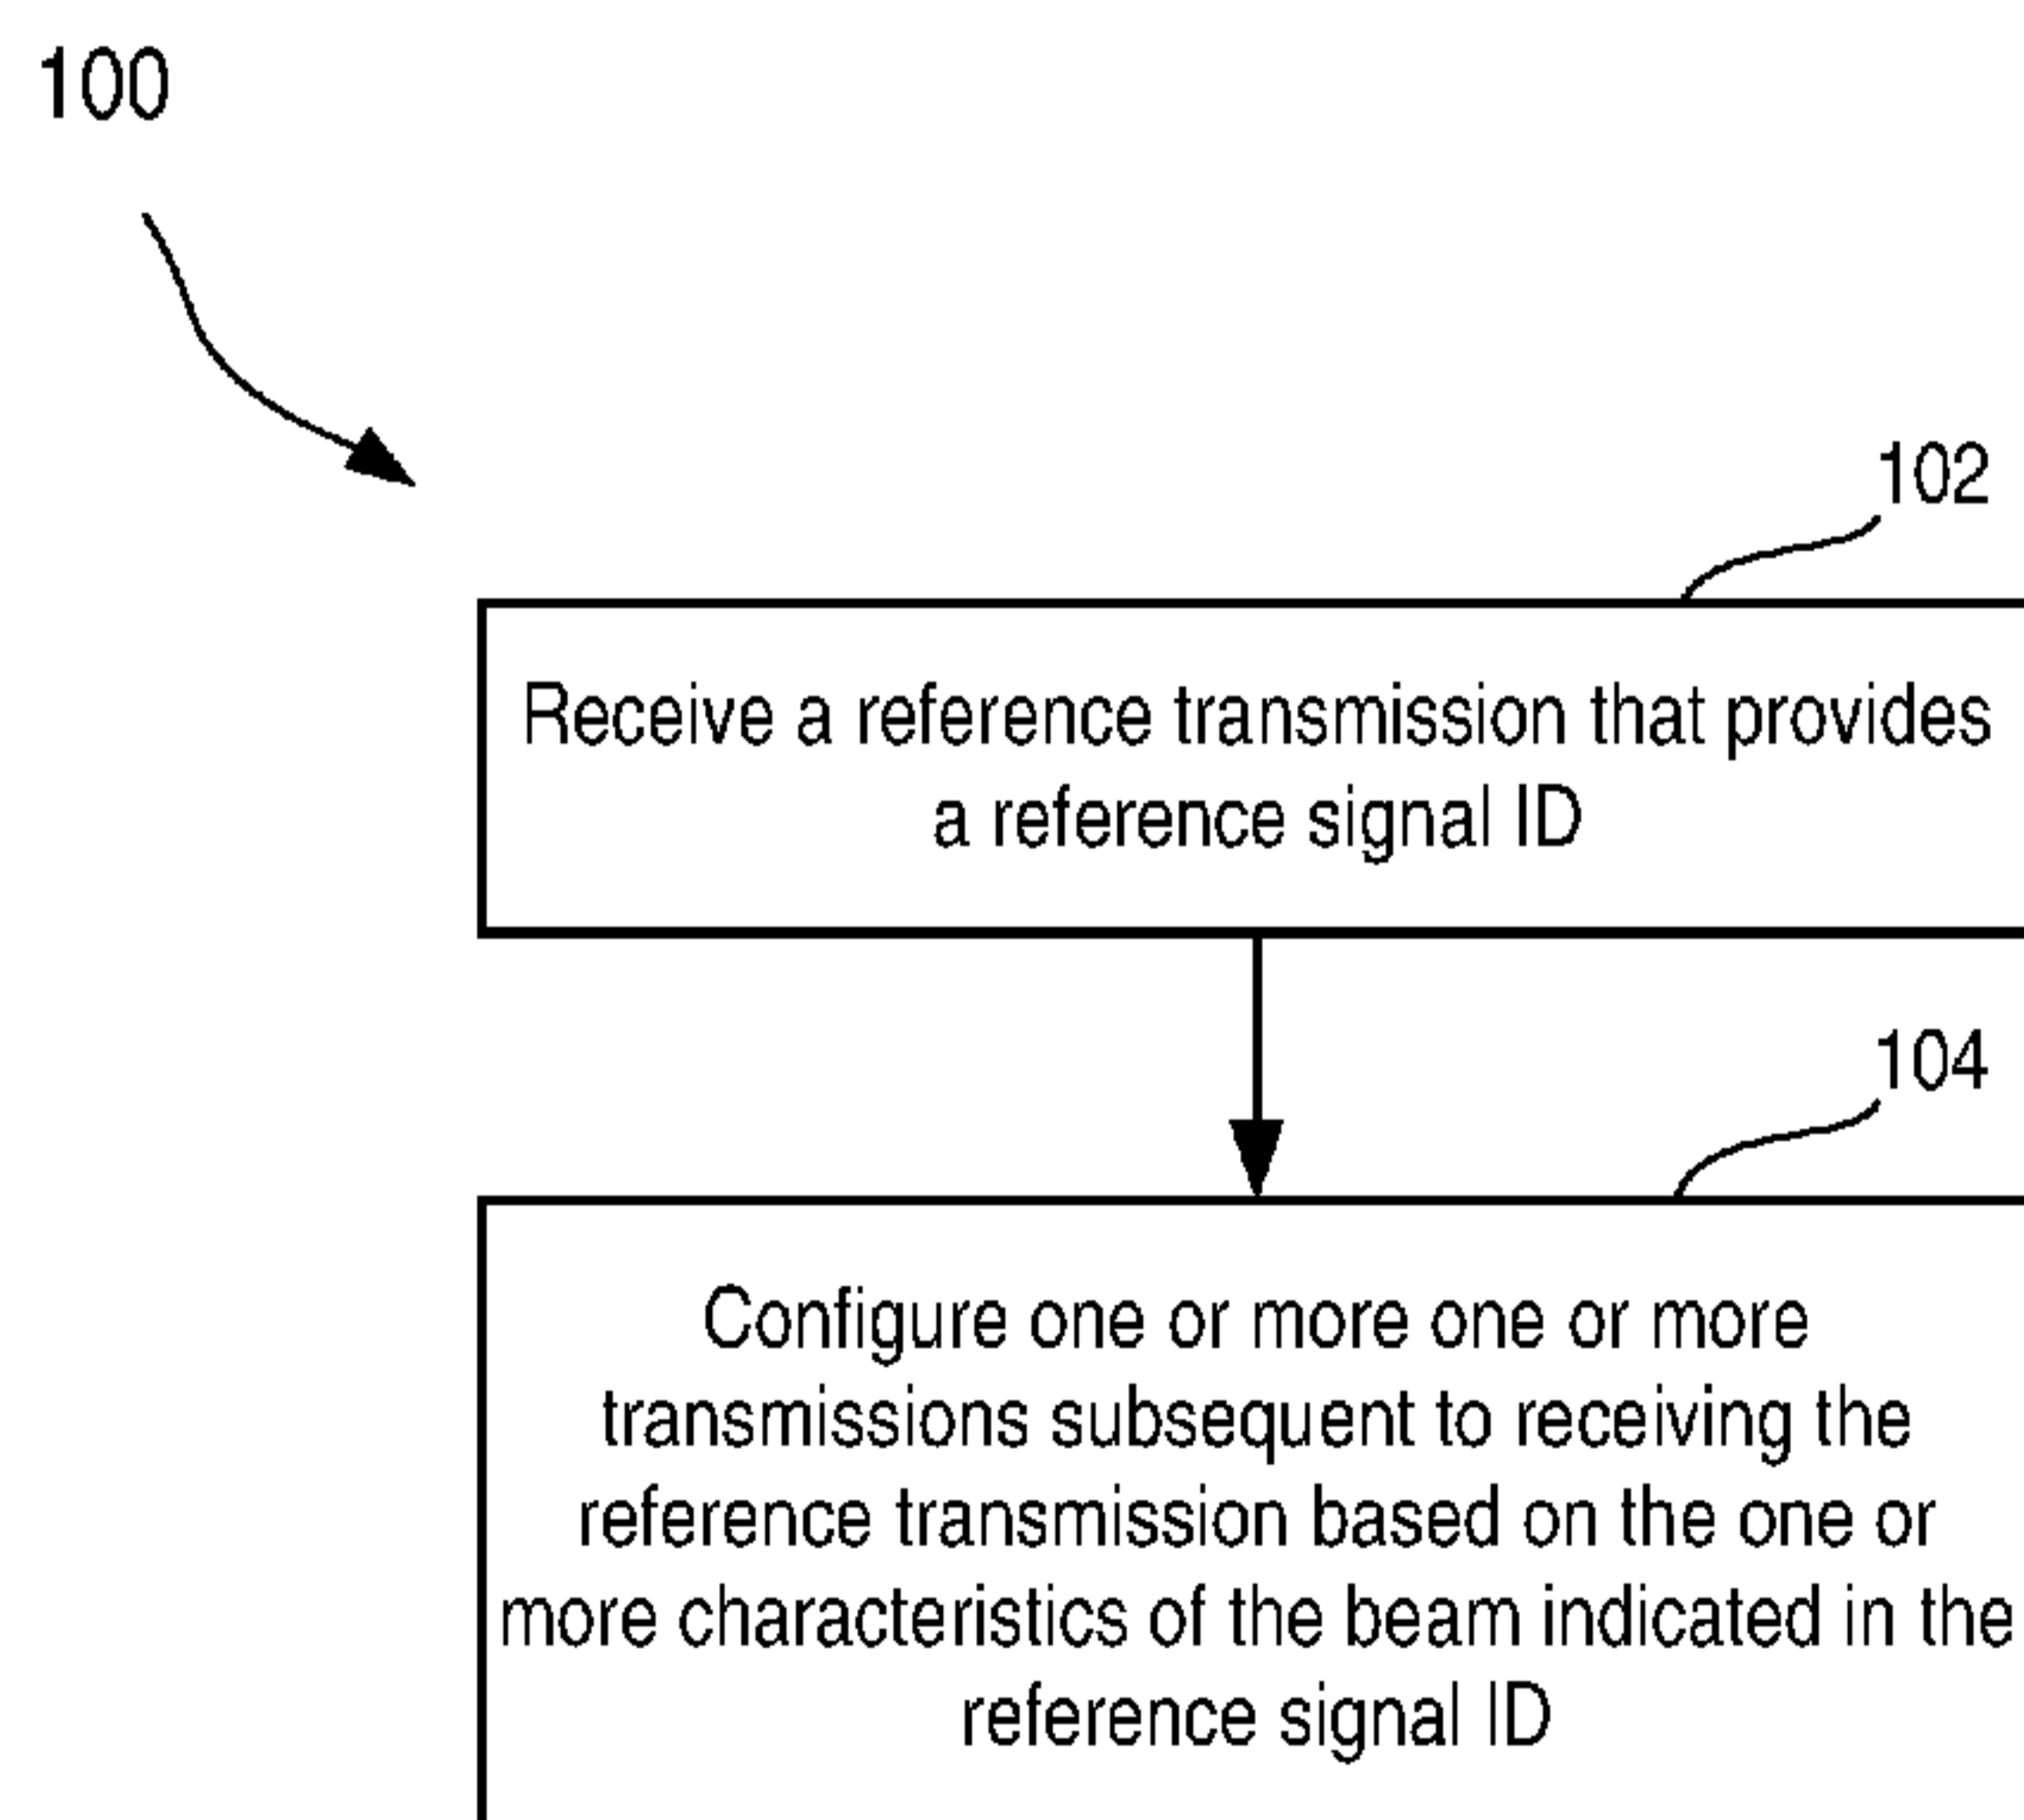 100
102
Receive a reference transmission that provides
a reference signal ID
104
Configure one or more one or more
transmissions subsequent to receiving the
reference transmission based on the one or
more characteristics of the beam indicated in the
reference signal ID